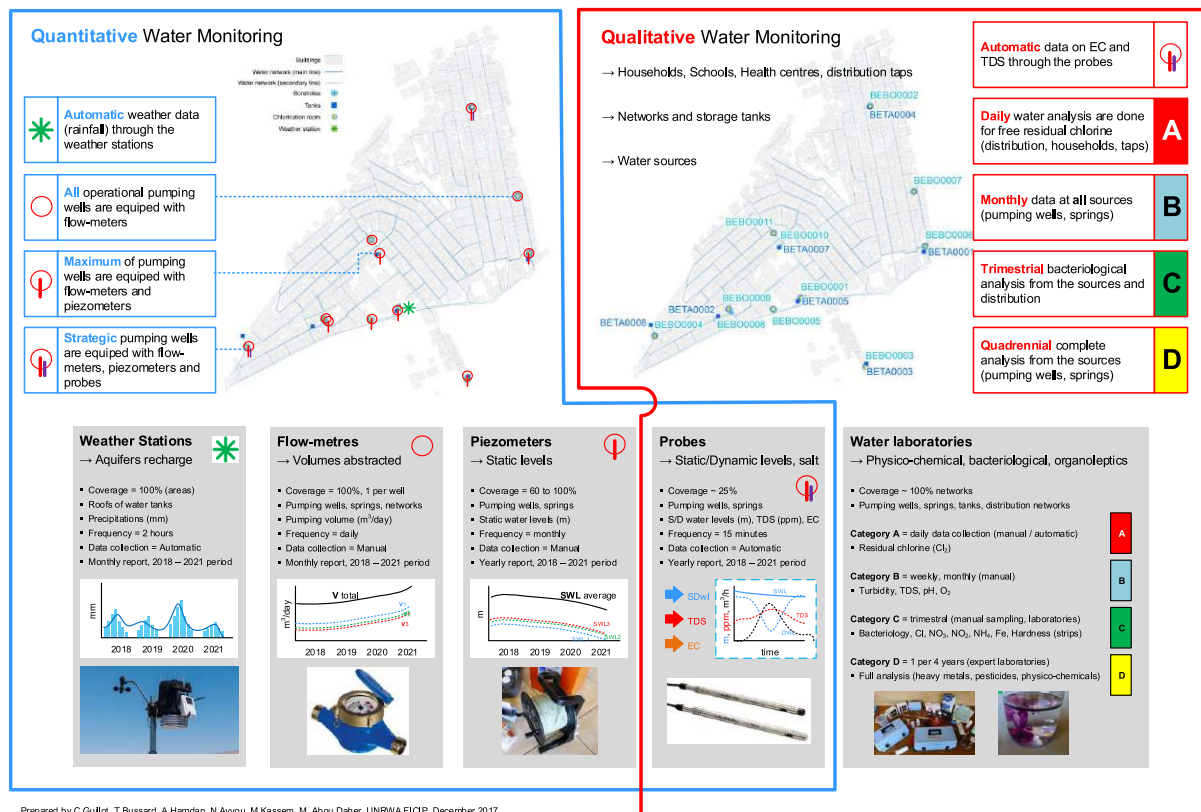 Quantitative Water Monitoring
Buildings
Water network (main line)
Water network (secondary line)
Boreholes
Tanks
Chlorination room
Weather station
Automatic weather data
(rainfall) through the
weather stations
All operational pumping
wells are equiped with
flow-meters
Maximum of pumping
wells are equiped with
flow-meters and
piezometers
Strategic pumping wells
are equiped with flow-
meters, piezometers and
probes
Qualitative Water Monitoring
→ Households, Schools, Health centres, distribution taps
→ Networks and storage tanks
→ Water sources
BEBO0002
BETA0004
BEBO0007
BEBO0011
BEBO0010
BETA0007
BEBO0006
BETA0001
BEBO0001
BETA0005
BEBO0009
BETA0002
BEBO0008
BEBO0005
BETA0008
BEBO0004
BEBO0003
BETA0003
Automatic data on EC and
TDS through the probes
Daily water analysis are done
for free residual chlorine
(distribution, households, taps)
A
Monthly data at all sources
(pumping wells, springs)
B
Trimestrial bacteriological
analysis from the sources and
distribution
C
Quadrennial complete
analysis from the sources
(pumping wells, springs)
D
Weather Stations
→ Aquifers recharge
▪ Coverage = 100% (areas)
▪ Roofs of water tanks
▪ Precipitations (mm)
▪ Frequency = 2 hours
▪ Data collection = Automatic
▪ Monthly report, 2018 – 2021 period
mm
2018 2019 2020 2021
Flow-metres
→ Volumes abstracted
▪ Coverage = 100%, 1 per well
▪ Pumping wells, springs, networks
▪ Pumping volume (m³/day)
▪ Frequency = daily
▪ Data collection = Manual
▪ Monthly report, 2018 – 2021 period
V total
m³/day
V1
V3
2018 2019 2020 2021
Piezometers
→ Static levels
▪ Coverage = 60 to 100%
▪ Pumping wells, springs
▪ Static water levels (m)
▪ Frequency = monthly
▪ Data collection = Manual
▪ Yearly report, 2018 – 2021 period
SWL average
m
SWL3
SWL2
2018 2019 2020 2021
Probes
→ Static/Dynamic levels, salt
▪ Coverage ~ 25%
▪ Pumping wells, springs
▪ S/D water levels (m), TDS (ppm), EC
▪ Frequency = 15 minutes
▪ Data collection = Automatic
▪ Yearly report, 2018 – 2021 period
SDwl
TDS
EC
m, ppm, m³/h
SWL
TDS
DWL
time
Water laboratories
→ Physico-chemical, bacteriological, organoleptics
▪ Coverage ~ 100% networks
▪ Pumping wells, springs, tanks, distribution networks
Category A = daily data collection (manual / automatic)
▪ Residual chlorine (Cl₂)
A
Category B = weekly, monthly (manual)
▪ Turbidity, TDS, pH, O₂
B
Category C = trimestral (manual sampling, laboratories)
▪ Bacteriology, Cl, NO₃, NO₂, NH₄, Fe, Hardness (strips)
C
Category D = 1 per 4 years (expert laboratories)
▪ Full analysis (heavy metals, pesticides, physico-chemicals)
D
Prepared by C.Guillot, T.Bussard, A.Hamdan, N.Ayyou, M.Kassem, M. Abou Daher, UNRWA FICIP, December 2017